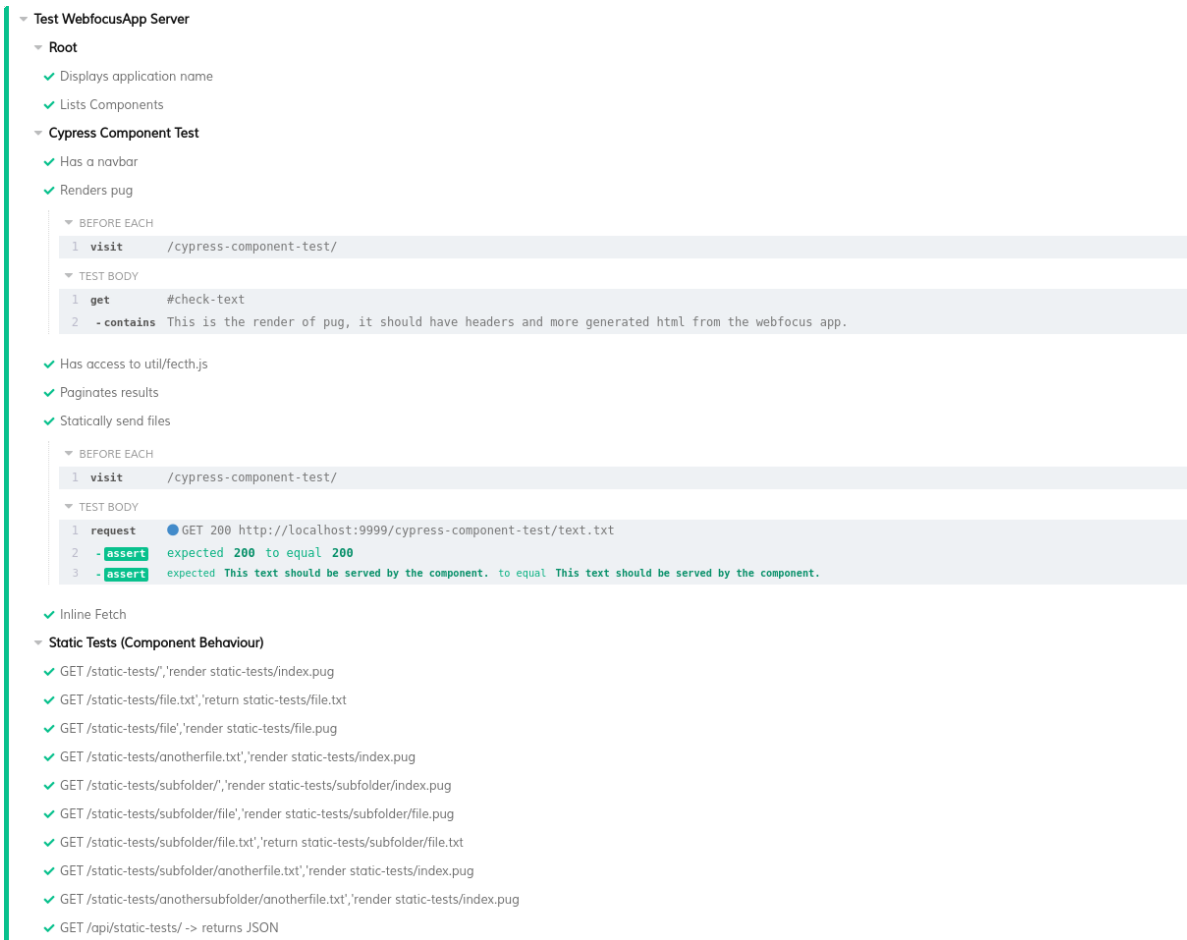 Test WebfocusApp Server
Root
Displays application name
Lists Components
Cypress Component Test
Has a navbar
Renders pug
BEFORE EACH
1 visit /cypress-component-test/
TEST BODY
1 get #check-text
2 -contains This is the render of pug, it should have headers and more generated html from the webfocus app.
Has access to util/fecth.js
Paginates results
Statically send files
BEFORE EACH
1 visit /cypress-component-test/
TEST BODY
1 request GET 200 http://localhost:9999/cypress-component-test/text.txt
2 -assert expected 200 to equal 200
3 -assert expected This text should be served by the component. to equal This text should be served by the component.
Inline Fetch
Static Tests (Component Behaviour)
GET /static-tests/','render static-tests/index.pug
GET /static-tests/file.txt','return static-tests/file.txt
GET /static-tests/file','render static-tests/file.pug
GET /static-tests/anotherfile.txt','render static-tests/index.pug
GET /static-tests/subfolder/','render static-tests/subfolder/index.pug
GET /static-tests/subfolder/file','render static-tests/subfolder/file.pug
GET /static-tests/subfolder/file.txt','return static-tests/subfolder/file.txt
GET /static-tests/subfolder/anotherfile.txt','render static-tests/index.pug
GET /static-tests/anothersubfolder/anotherfile.txt','render static-tests/index.pug
GET /api/static-tests/ -> returns JSON